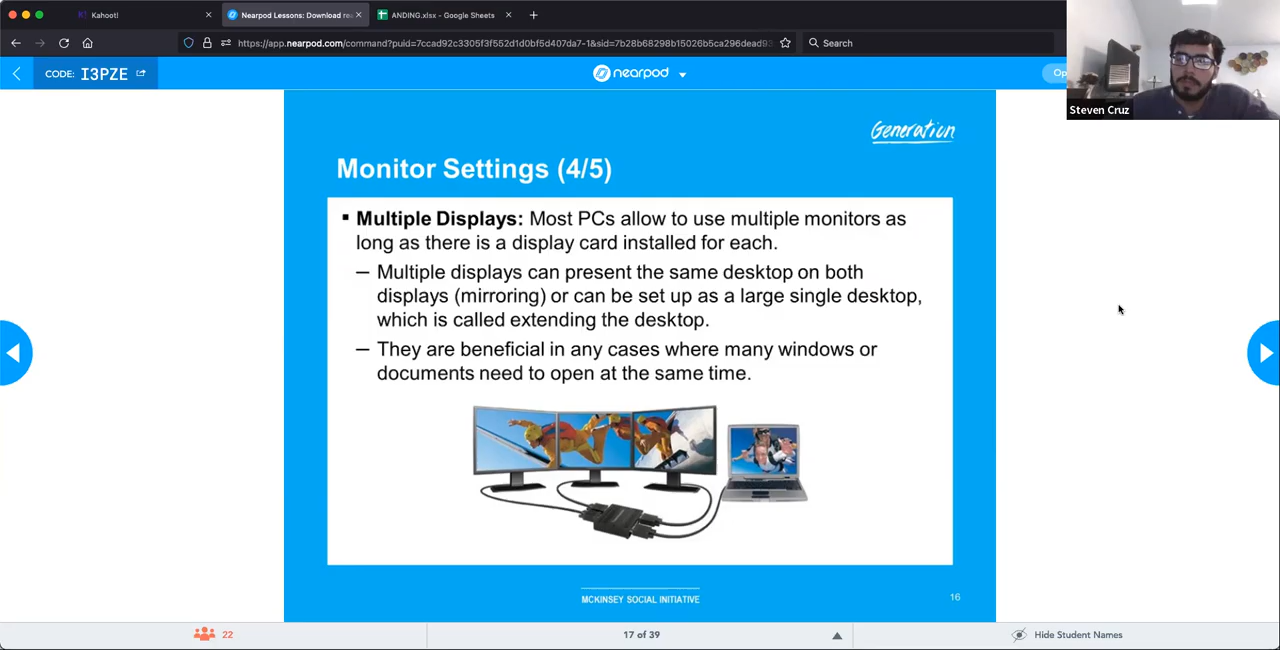 Kahoot!
Nearpod Lessons: Download re
ANDING.xlsx - Google Sheets
https://app.nearpod.com/command?puid=7ccad92c3305f3f552d1d0bf5d407da7-1&sid=7b28b68298b15026b5ca296dead93
Search
CODE: I3PZE
nearpod
Op
Steven Cruz
Generation
Monitor Settings (4/5)
▪ Multiple Displays: Most PCs allow to use multiple monitors as
long as there is a display card installed for each.
– Multiple displays can present the same desktop on both
displays (mirroring) or can be set up as a large single desktop,
which is called extending the desktop.
– They are beneficial in any cases where many windows or
documents need to open at the same time.
MCKINSEY SOCIAL INITIATIVE
16
22
17 of 39
Hide Student Names